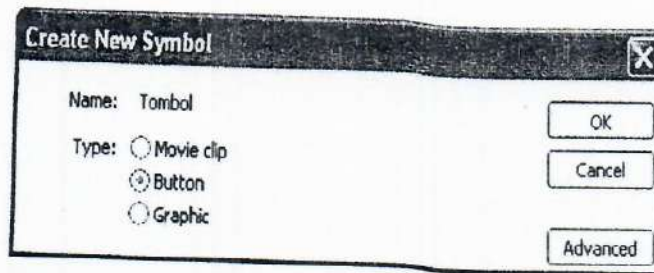 Create New Symbol
X
Name: Tombol
OK
Type: Movie clip
Cancel
Button
Graphic
Advanced